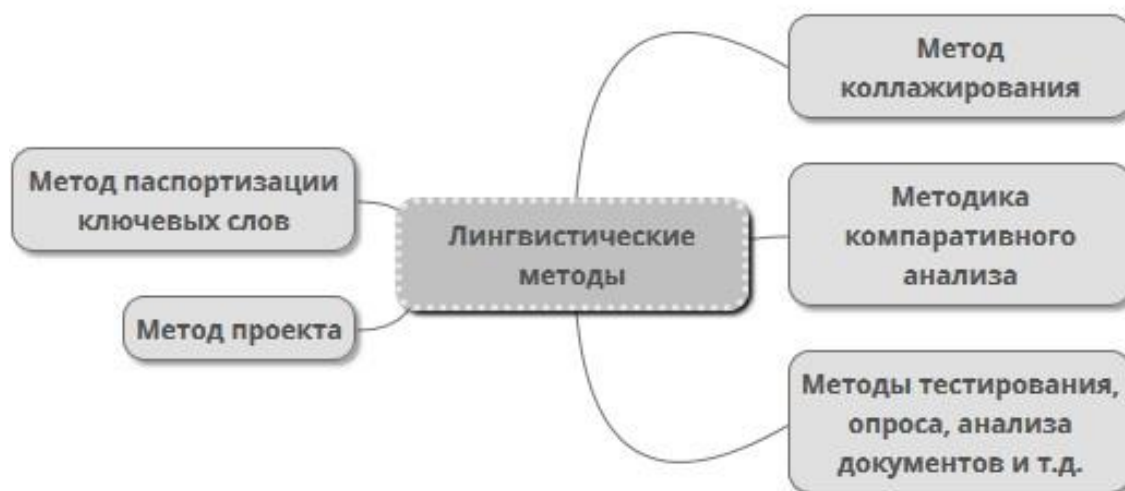 Метод
коллажирования
Метод паспортизации
ключевых слов
Лингвистические
методы
Методика
компаративного
анализа
Метод проекта
Методы тестирования,
опроса, анализа
документов и т.д.